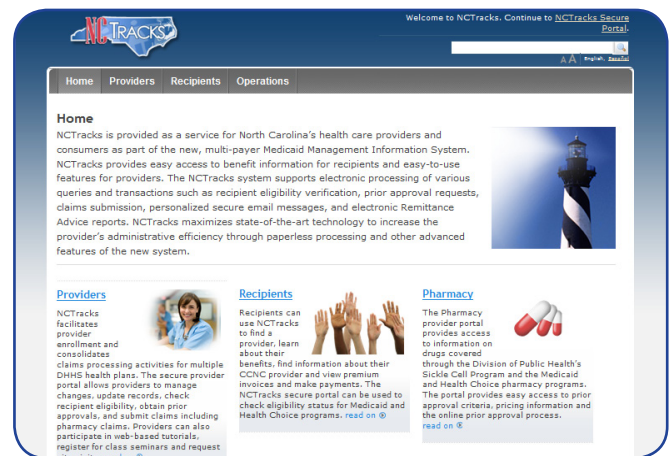 Welcome to NCTracks. Continue to NCTracks Secure
Portal.
NCTRACKS
A A English, Español
Home Providers Recipients Operations
Home
NCTracks is provided as a service for North Carolina's health care providers and
consumers as part of the new, multi-payer Medicaid Management Information System.
NCTracks provides easy access to benefit information for recipients and easy-to-use
features for providers. The NCTracks system supports electronic processing of various
queries and transactions such as recipient eligibility verification, prior approval requests,
claims submission, personalized secure email messages, and electronic Remittance
Advice reports. NCTracks maximizes state-of-the-art technology to increase the
provider's administrative efficiency through paperless processing and other advanced
features of the new system.
Providers
NCTracks
facilitates
provider
enrollment and
consolidates
claims processing activities for multiple
DHHS health plans. The secure provider
portal allows providers to manage
changes, update records, check
recipient eligibility, obtain prior
approvals, and submit claims including
pharmacy claims. Providers can also
participate in web-based tutorials,
register for class seminars and request
Recipients
Recipients can
use NCTracks
to find a
provider, learn
about their
benefits, find information about their
CCNC provider and view premium
invoices and make payments. The
NCTracks secure portal can be used to
check eligibility status for Medicaid and
Health Choice programs. read on ®
Pharmacy
The Pharmacy
provider portal
provides access
to information on
drugs covered
through the Division of Public Health's
Sickle Cell Program and the Medicaid
and Health Choice pharmacy programs.
The portal provides easy access to prior
approval criteria, pricing information and
the online prior approval process.
read on ®